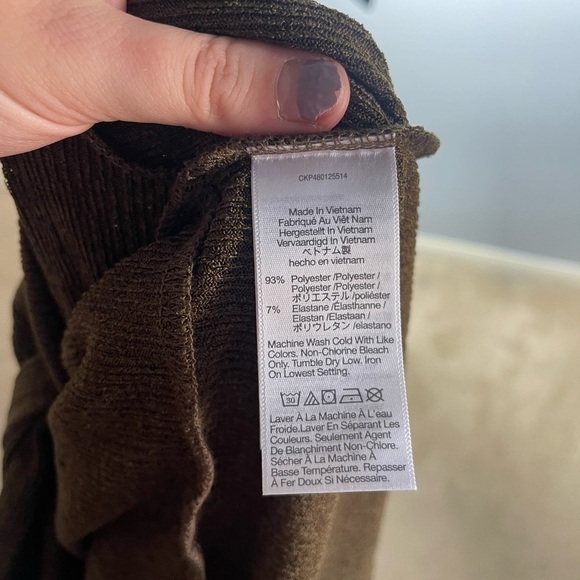 CKP480125514
Made In Vietnam
Fabriqué Au Việt Nam
Hergestellt In Vietnam
Vervaardigd In Vietnam
ベトナム製
hecho en vietnam
93% Polyester /Polyester /
Polyester /Polyester /
ポリエステル /poliéster
7% Elastane /Élasthanne /
Elastan /Elastaan /
ポリウレタン /elastano
Machine Wash Cold With Like
Colors. Non-Chlorine Bleach
Only. Tumble Dry Low. Iron
On Lowest Setting.
30
Laver À La Machine À L'eau
Froide.Laver En Séparant Les
Couleurs. Seulement Agent
De Blanchiment Non-Chlore.
Sécher À La Machine À
Basse Température. Repasser
À Fer Doux Si Nécessaire.